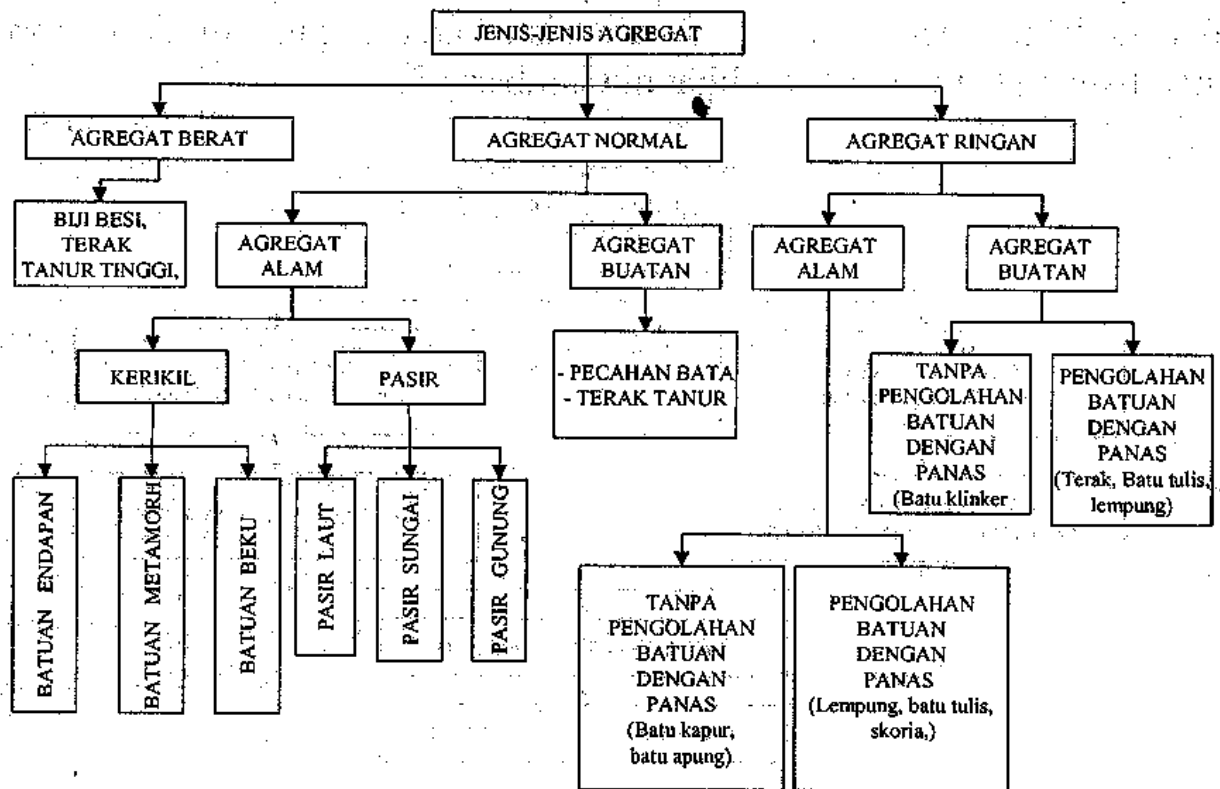 JENIS-JENIS AGREGAT
AGREGAT BERAT
AGREGAT NORMAL
AGREGAT RINGAN
BIJI BESI,
TERAK
TANUR TINGGI,
AGREGAT
ALAM
AGREGAT
BUATAN
AGREGAT
ALAM
AGREGAT
BUATAN
KERIKIL
PASIR
- PECAHAN BATA
- TERAK TANUR
TANPA
PENGOLAHAN
BATUAN
DENGAN
PANAS
(Batu klinker
PENGOLAHAN
BATUAN
DENGAN
PANAS
(Terak, Batu tulis,
lempung)
BATUAN ENDAPAN
BATUAN METAMORH
BATUAN BEKU
PASIR LAUT
PASIR SUNGAI
PASIR GUNUNG
TANPA
PENGOLAHAN
BATUAN
DENGAN
PANAS
(Batu kapur,
batu apung)
PENGOLAHAN
BATUAN
DENGAN
PANAS
(Lempung, batu tulis,
skoria,)